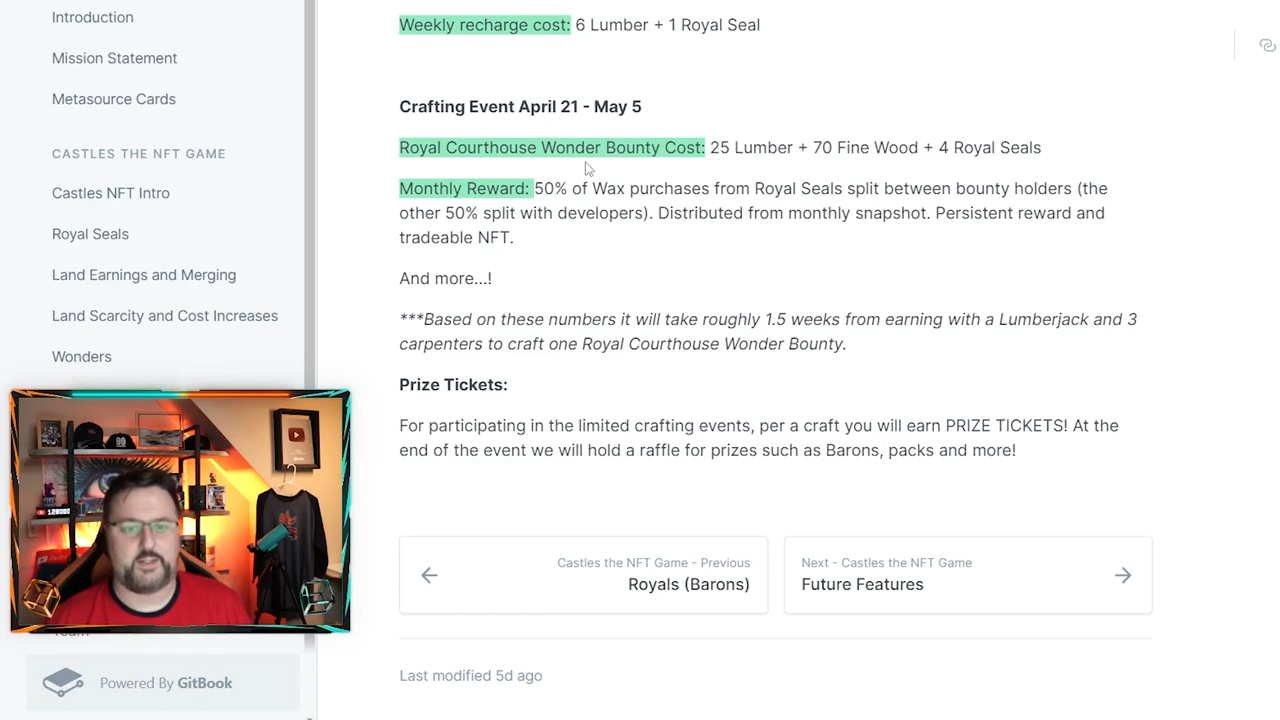 Introduction
Mission Statement
Metasource Cards
CASTLES THE NFT GAME
Castles NFT Intro
Royal Seals
Land Earnings and Merging
Land Scarcity and Cost Increases
Wonders
Powered By GitBook
Weekly recharge cost: 6 Lumber + 1 Royal Seal
Crafting Event April 21 - May 5
Royal Courthouse Wonder Bounty Cost: 25 Lumber + 70 Fine Wood + 4 Royal Seals
Monthly Reward: 50% of Wax purchases from Royal Seals split between bounty holders (the
other 50% split with developers). Distributed from monthly snapshot. Persistent reward and
tradeable NFT.
And more...!
***Based on these numbers it will take roughly 1.5 weeks from earning with a Lumberjack and 3
carpenters to craft one Royal Courthouse Wonder Bounty.
Prize Tickets:
For participating in the limited crafting events, per a craft you will earn PRIZE TICKETS! At the
end of the event we will hold a raffle for prizes such as Barons, packs and more!
Castles the NFT Game - Previous
Royals (Barons)
Next - Castles the NFT Game
Future Features
Last modified 5d ago